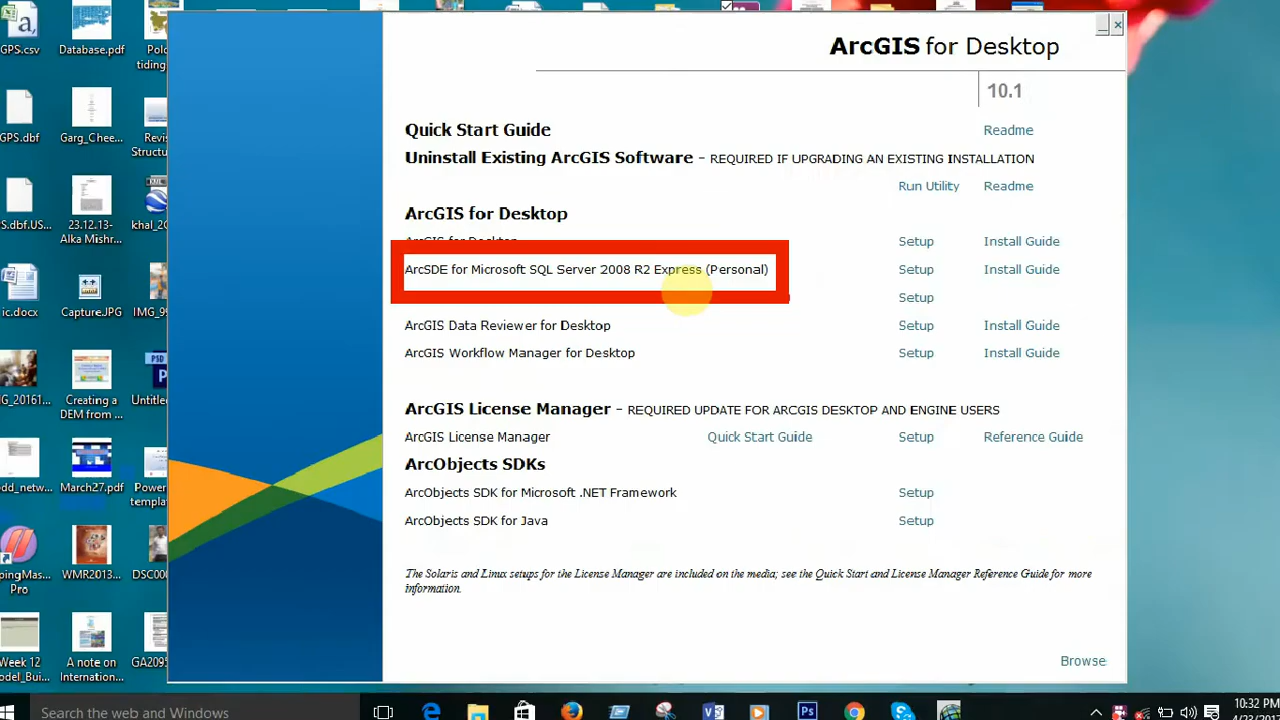 ArcGIS for Desktop
10.1
Quick Start Guide Readme
Uninstall Existing ArcGIS Software – REQUIRED IF UPGRADING AN EXISTING INSTALLATION
Run Utility Readme
ArcGIS for Desktop
ArcGIS for Desktop Setup Install Guide
ArcSDE for Microsoft SQL Server 2008 R2 Express (Personal) Setup Install Guide
Setup
ArcGIS Data Reviewer for Desktop Setup Install Guide
ArcGIS Workflow Manager for Desktop Setup Install Guide
ArcGIS License Manager – REQUIRED UPDATE FOR ARCGIS DESKTOP AND ENGINE USERS
ArcGIS License Manager Quick Start Guide Setup Reference Guide
ArcObjects SDKs
ArcObjects SDK for Microsoft .NET Framework Setup
ArcObjects SDK for Java Setup
The Solaris and Linux setups for the License Manager are included on the media; see the Quick Start and License Manager Reference Guide for more
information.
Browse
GPS.csv Database.pdf
GPS.dbf Garg_Chee...
23.12.13-
Alka Mishr...
ic.docx Capture.JPG
Creating a
DEM from ...
March27.pdf
Pro WMR2013...
Week 12 A note on
Internation...
Search the web and Windows
10:32 PM